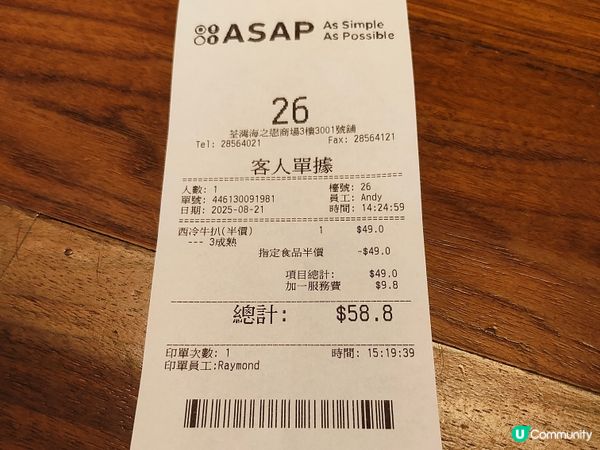 ASAP As Simple As Possible
26
荃灣海之戀商場3樓3001號舖
Tel: 28564021 Fax: 28564121
客人單據
人數: 1 檯號: 26
單號: 446130091981 員工: Andy
日期: 2025-08-21 時間: 14:24:59
西冷牛扒(半價) 1 $49.0
--- 3成熟
指定食品半價 -$49.0
項目總計: $49.0
加一服務費 $9.8
總計: $58.8
印單次數: 1 時間: 15:19:39
印單員工:Raymond
U Community